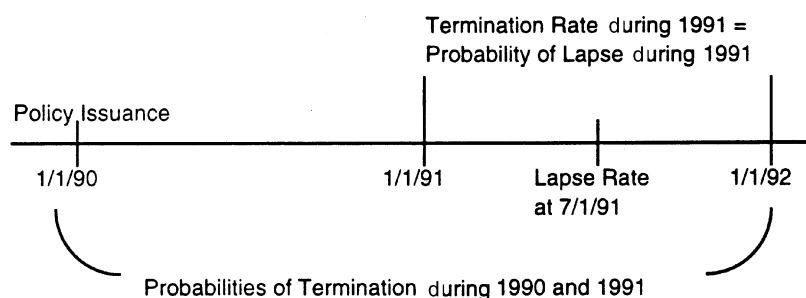 Termination Rate during 1991 =
Probability of Lapse during 1991
Policy Issuance
1/1/90
1/1/91
Lapse Rate
at 7/1/91
1/1/92
Probabilities of Termination during 1990 and 1991